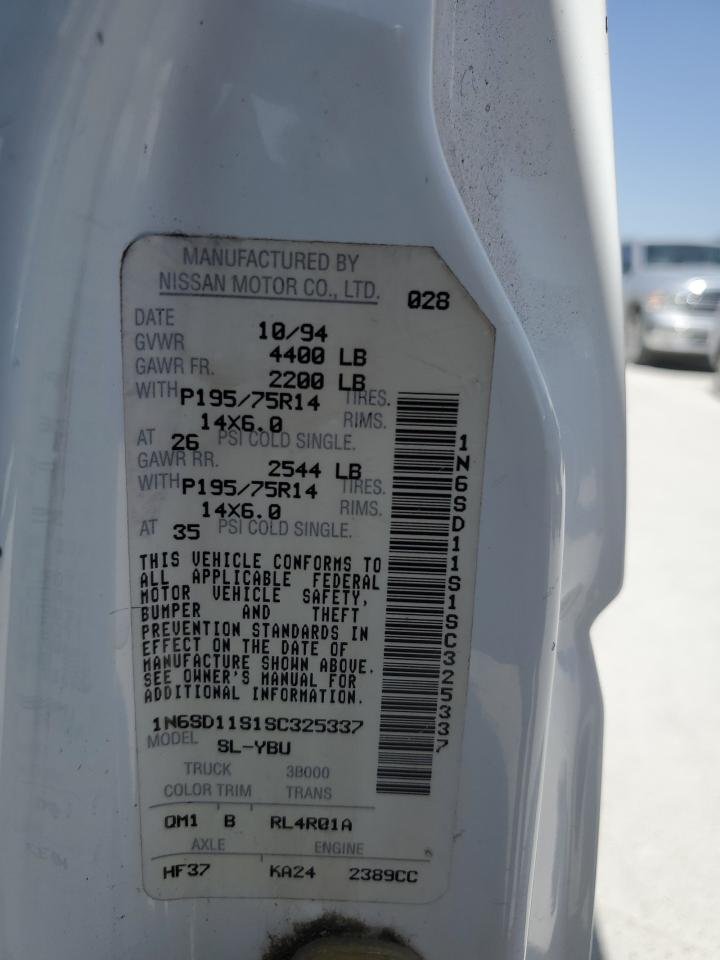 MANUFACTURED BY
NISSAN MOTOR CO., LTD. 028
DATE 10/94
GVWR 4400 LB
GAWR FR. 2200 LB
WITH P195/75R14 TIRES.
14X6.0 RIMS.
AT 26 PSI COLD SINGLE.
GAWR RR. 2544 LB
WITH P195/75R14 TIRES.
14X6.0 RIMS.
AT 35 PSI COLD SINGLE.
THIS VEHICLE CONFORMS TO
ALL APPLICABLE FEDERAL
MOTOR VEHICLE SAFETY,
BUMPER AND THEFT
PREVENTION STANDARDS IN
EFFECT ON THE DATE OF
MANUFACTURE SHOWN ABOVE.
SEE OWNER'S MANUAL FOR
ADDITIONAL ADDRESS
1N6SD11S1SC325337
MODEL SL-YBU
TRUCK 3B000
COLOR TRIM TRANS
QM1 B RL4R01A
AXLE ENGINE
HF37 KA24 2389CC
1N6SD11S1SC325337